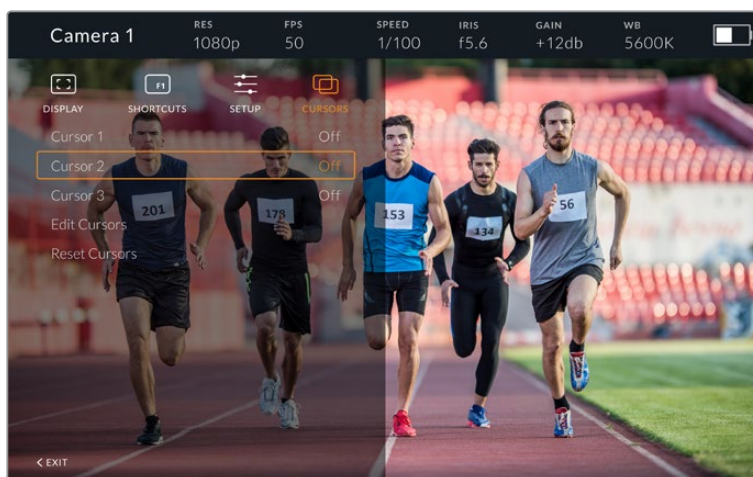 Camera 1
RES FPS SPEED IRIS GAIN WB
1080p 50 1/100 f5.6 +12db 5600K
F1
DISPLAY SHORTCUTS SETUP CURSORS
Cursor 1 Off
Cursor 2 Off
Cursor 3 Off
Edit Cursors
Reset Cursors
201
178
153
134
56
< EXIT